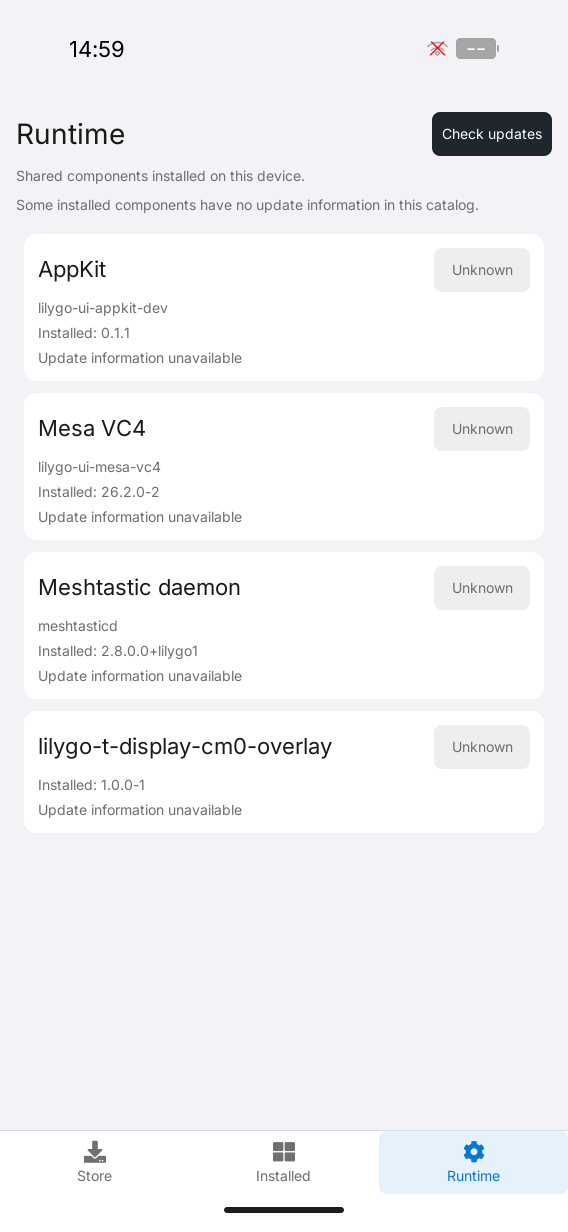 14:59
--
Runtime
Check updates
Shared components installed on this device.
Some installed components have no update information in this catalog.
AppKit
Unknown
lilygo-ui-appkit-dev
Installed: 0.1.1
Update information unavailable
Mesa VC4
Unknown
lilygo-ui-mesa-vc4
Installed: 26.2.0-2
Update information unavailable
Meshtastic daemon
Unknown
meshtasticd
Installed: 2.8.0.0+lilygo1
Update information unavailable
lilygo-t-display-cm0-overlay
Unknown
Installed: 1.0.0-1
Update information unavailable
Store
Installed
Runtime